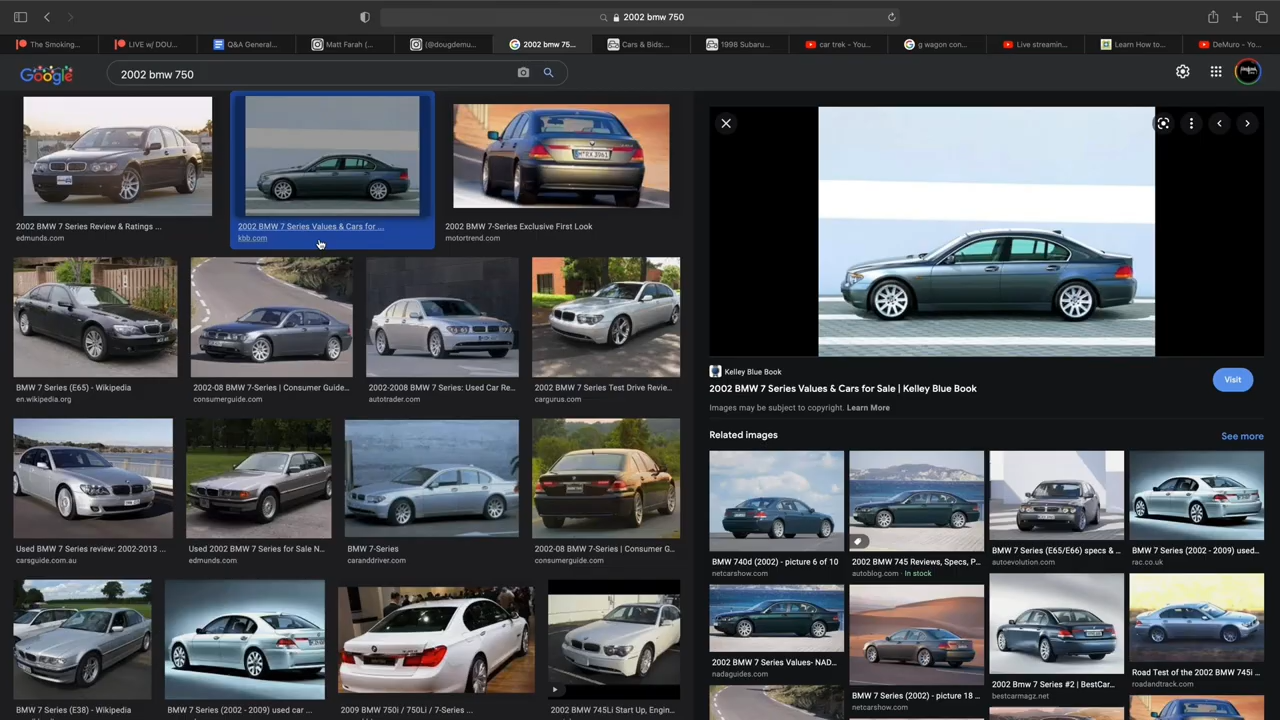 2002 bmw 750
The Smoking...
LIVE w/ DOU...
Q&A General...
Matt Farah (...
(@dougdemu...
2002 bmw 75...
Cars & Bids:...
1998 Subaru...
car trek - You...
g wagon con...
Live streamin...
Learn How to...
DeMuro - Yo...
Google
2002 bmw 750
2002 BMW 7 Series Review & Ratings ...
edmunds.com
2002 BMW 7 Series Values & Cars for ...
kbb.com
2002 BMW 7-Series Exclusive First Look
motortrend.com
BMW 7 Series (E65) - Wikipedia
en.wikipedia.org
2002-08 BMW 7-Series | Consumer Guide...
consumerguide.com
2002-2008 BMW 7 Series: Used Car Re...
autotrader.com
2002 BMW 7 Series Test Drive Revie...
cargurus.com
Used BMW 7 Series review: 2002-2013 ...
carsguide.com.au
Used 2002 BMW 7 Series for Sale N...
edmunds.com
BMW 7-Series
caranddriver.com
2002-08 BMW 7-Series | Consumer G...
consumerguide.com
BMW 7 Series (E38) - Wikipedia
BMW 7 Series (2002 - 2009) used car ...
2009 BMW 750i / 750Li / 7-Series ...
2002 BMW 745Li Start Up, Engin...
Kelley Blue Book
2002 BMW 7 Series Values & Cars for Sale | Kelley Blue Book
Visit
Images may be subject to copyright. Learn More
Related images
See more
BMW 740d (2002) - picture 6 of 10
netcarshow.com
2002 BMW 745 Reviews, Specs, P...
autoblog.com · In stock
BMW 7 Series (E65/E66) specs & ...
autoevolution.com
BMW 7 Series (2002 - 2009) used...
rac.co.uk
2002 BMW 7 Series Values- NAD...
nadaguides.com
BMW 7 Series (2002) - picture 18 ...
netcarshow.com
2002 Bmw 7 Series #2 | BestCar...
bestcarmagz.net
Road Test of the 2002 BMW 745i ...
roadandtrack.com